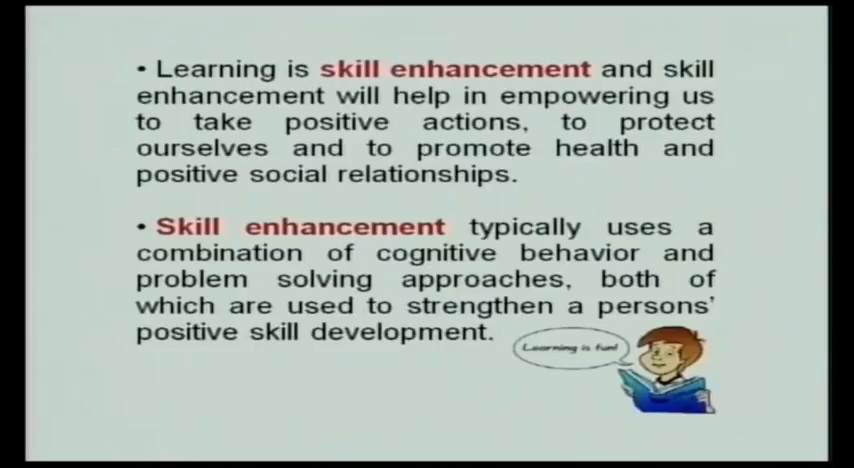 • Learning is skill enhancement and skill
enhancement will help in empowering us
to take positive actions, to protect
ourselves and to promote health and
positive social relationships.
• Skill enhancement typically uses a
combination of cognitive behavior and
problem solving approaches, both of
which are used to strengthen a persons'
positive skill development.
Learning is fun!